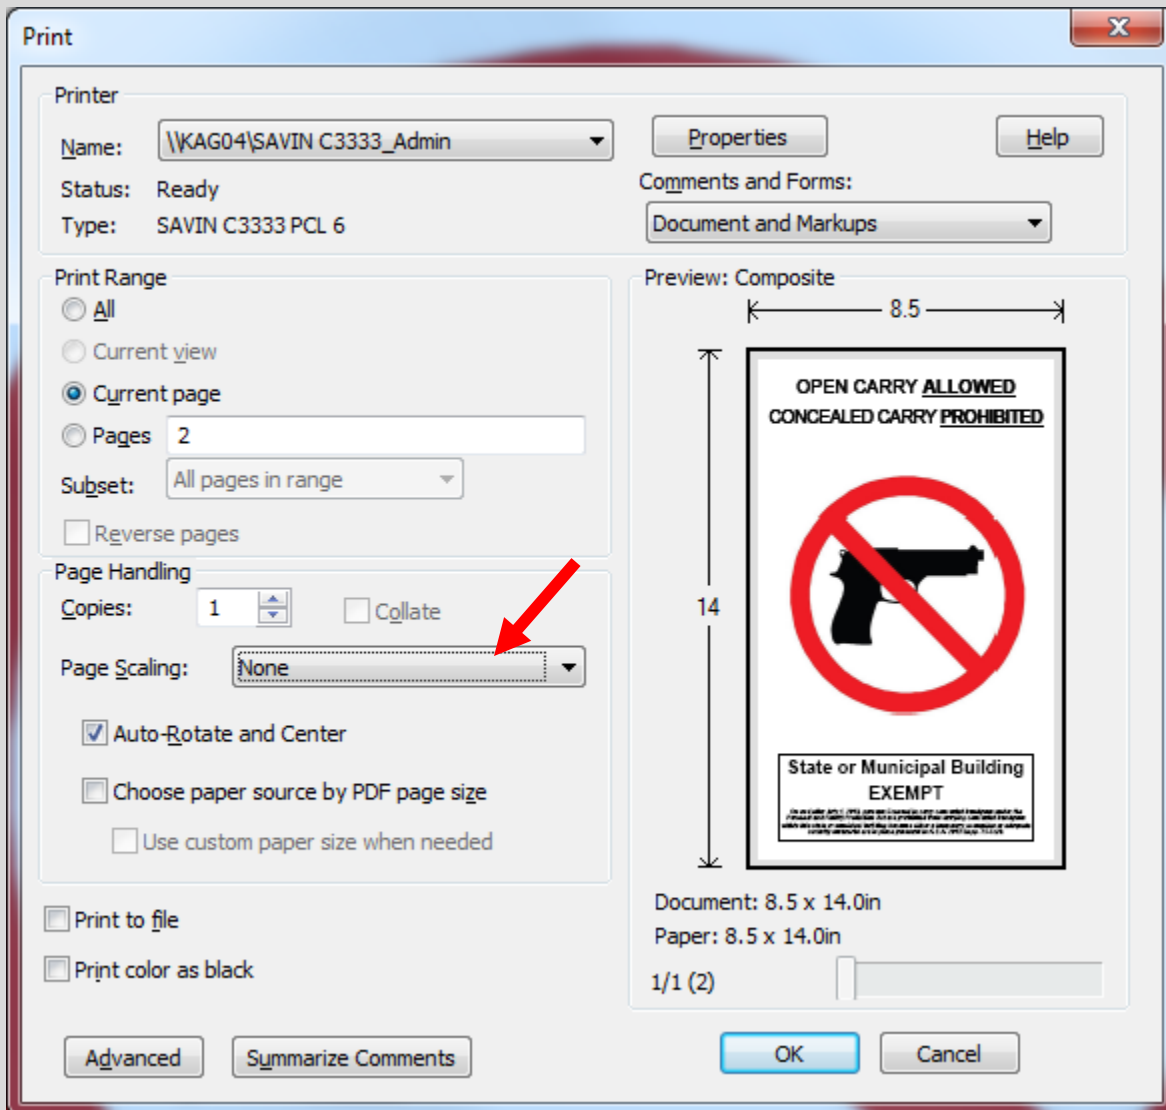 Print
Printer
Name: \\KAG04\SAVIN C3333_Admin
Properties
Help
Status: Ready
Comments and Forms:
Type: SAVIN C3333 PCL 6
Document and Markups
Print Range
All
Current view
Current page
Pages 2
Subset: All pages in range
Reverse pages
Page Handling
Copies: 1
Collate
Page Scaling: None
Auto-Rotate and Center
Choose paper source by PDF page size
Use custom paper size when needed
Print to file
Print color as black
Advanced
Summarize Comments
Preview: Composite
8.5
14
OPEN CARRY ALLOWED
CONCEALED CARRY PROHIBITED
State or Municipal Building
EXEMPT
Document: 8.5 x 14.0in
Paper: 8.5 x 14.0in
1/1 (2)
OK
Cancel